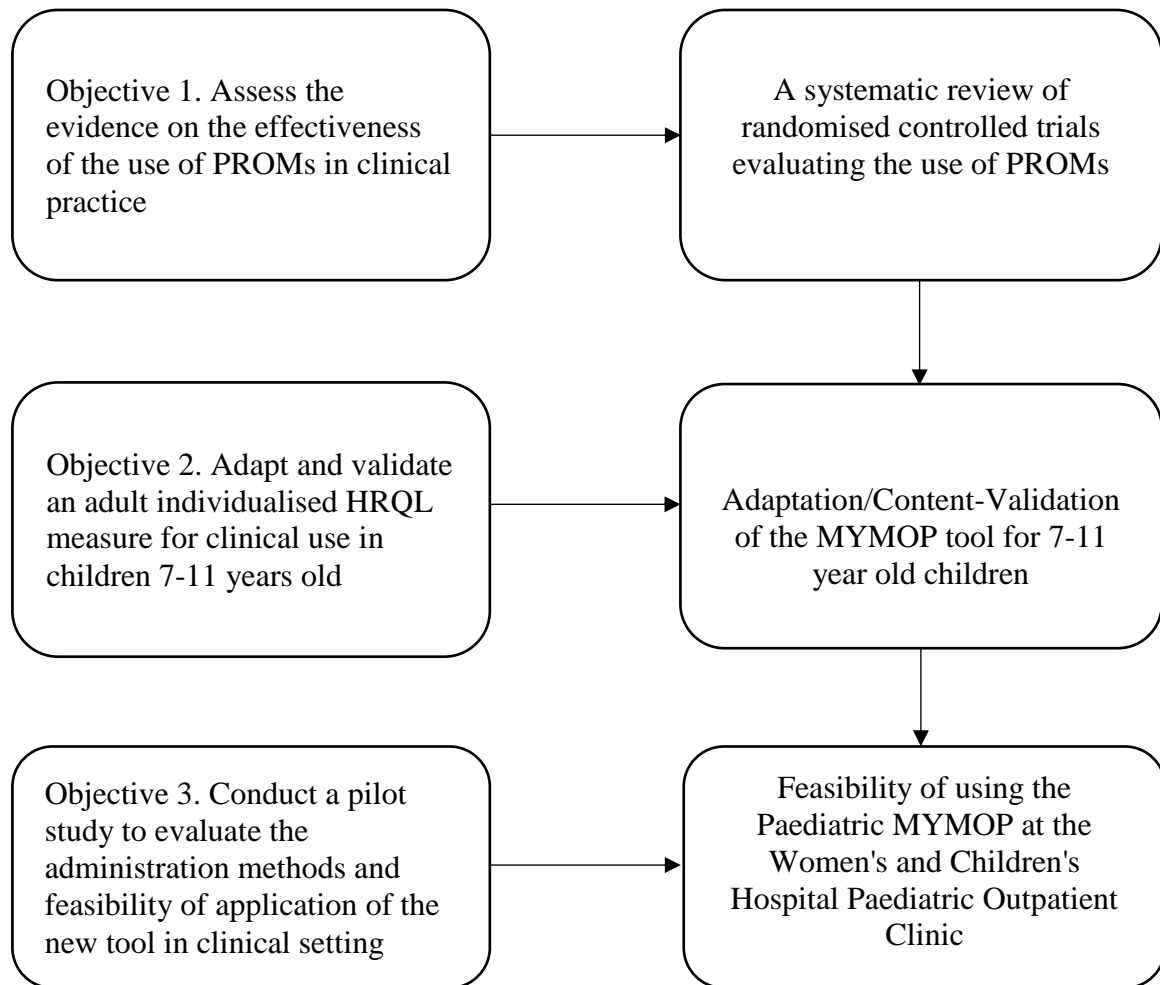 Objective 1. Assess the
evidence on the effectiveness
of the use of PROMs in clinical
practice
A systematic review of
randomised controlled trials
evaluating the use of PROMs
Objective 2. Adapt and validate
an adult individualised HRQL
measure for clinical use in
children 7-11 years old
Adaptation/Content-Validation
of the MYMOP tool for 7-11
year old children
Objective 3. Conduct a pilot
study to evaluate the
administration methods and
feasibility of application of the
new tool in clinical setting
Feasibility of using the
Paediatric MYMOP at the
Women's and Children's
Hospital Paediatric Outpatient
Clinic